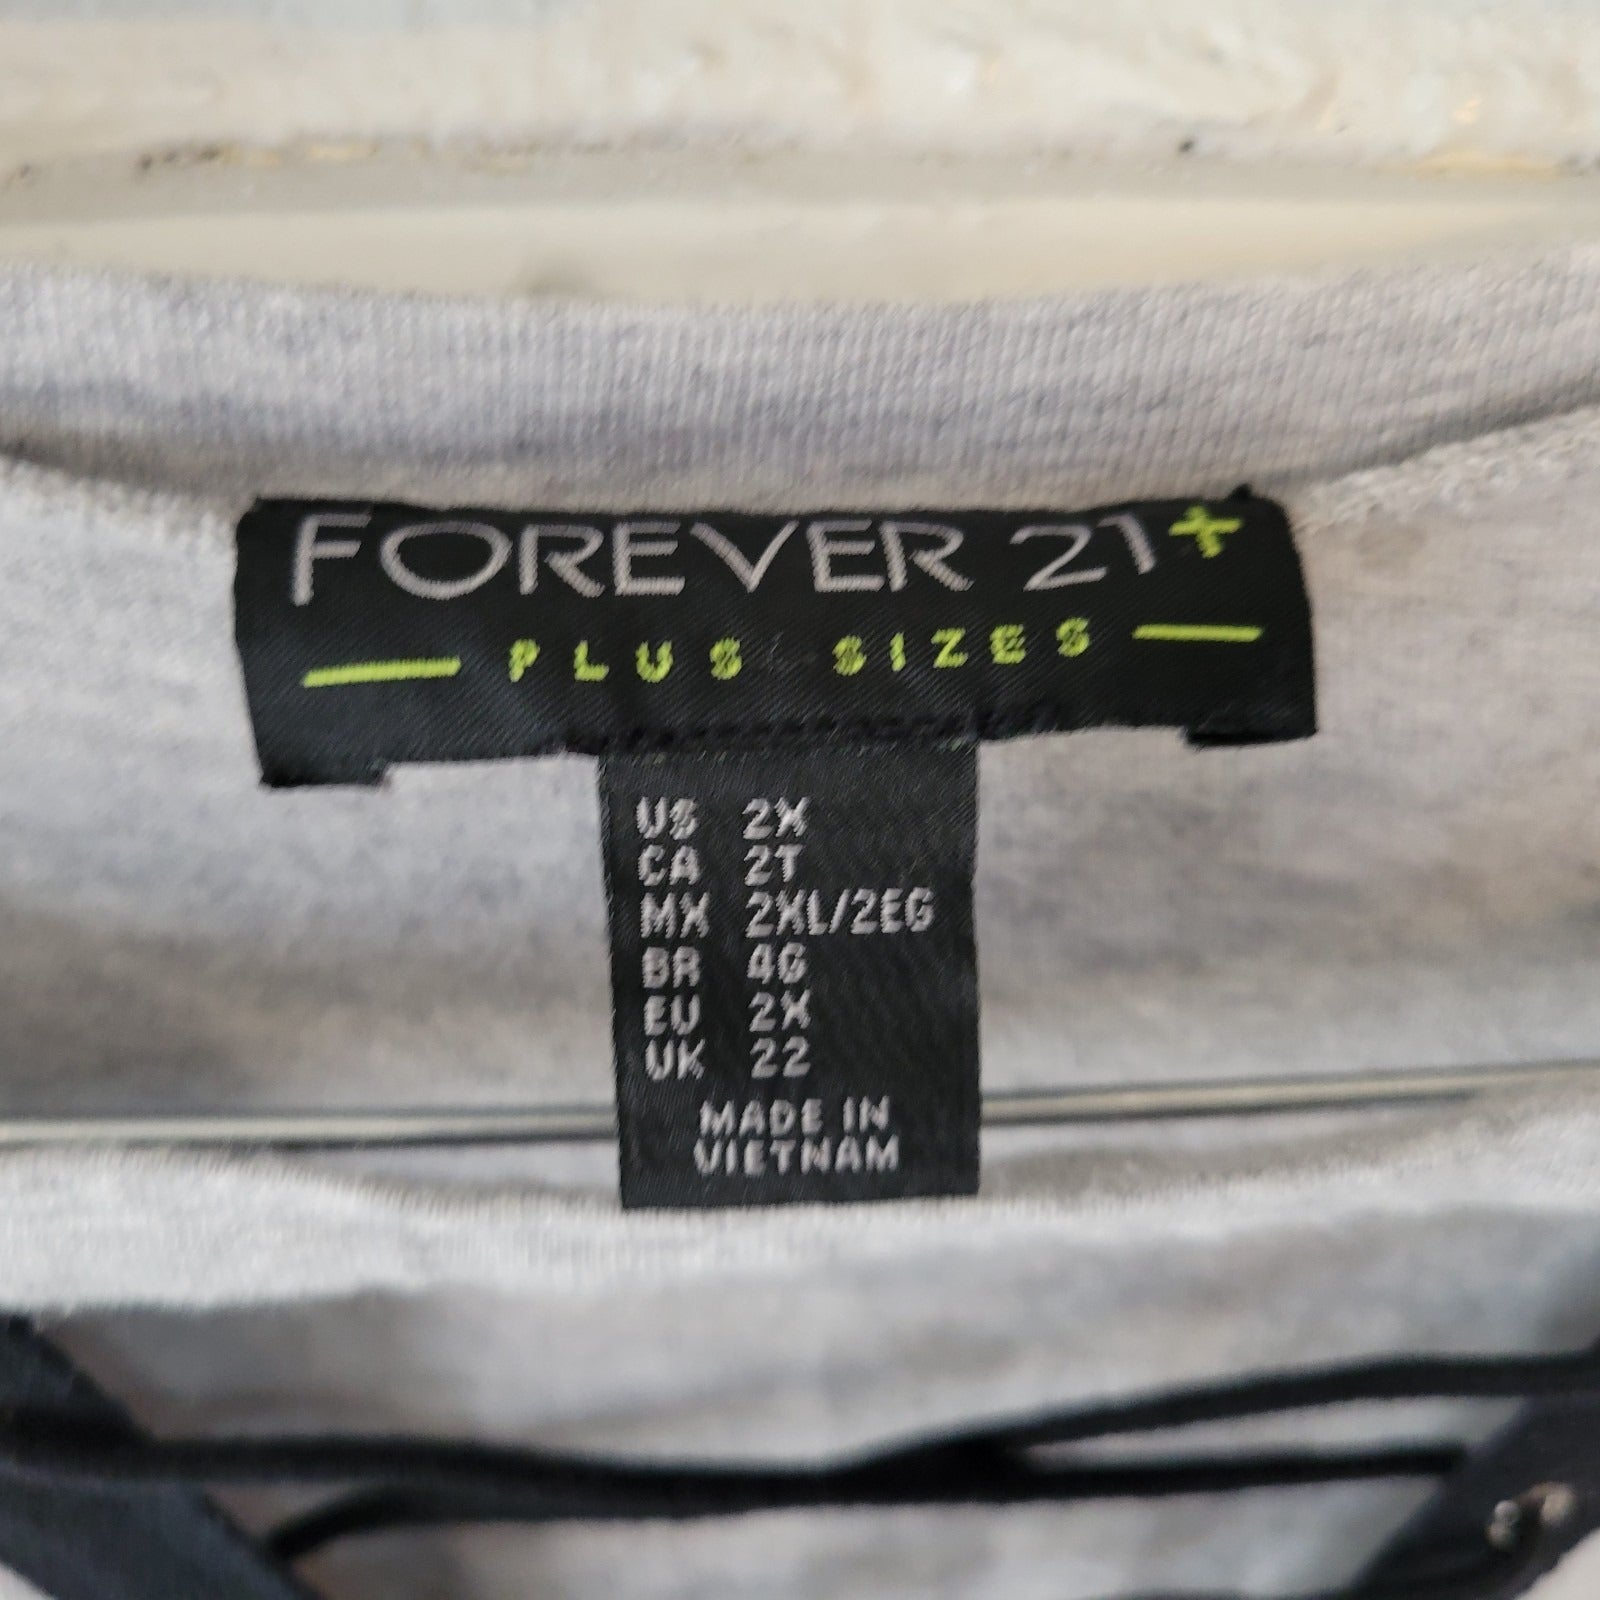 FOREVER 21+
PLUS SIZES
US 2X
CA 2T
MX 2XL/2EG
BR 4G
EU 2X
UK 22
MADE IN
VIETNAM